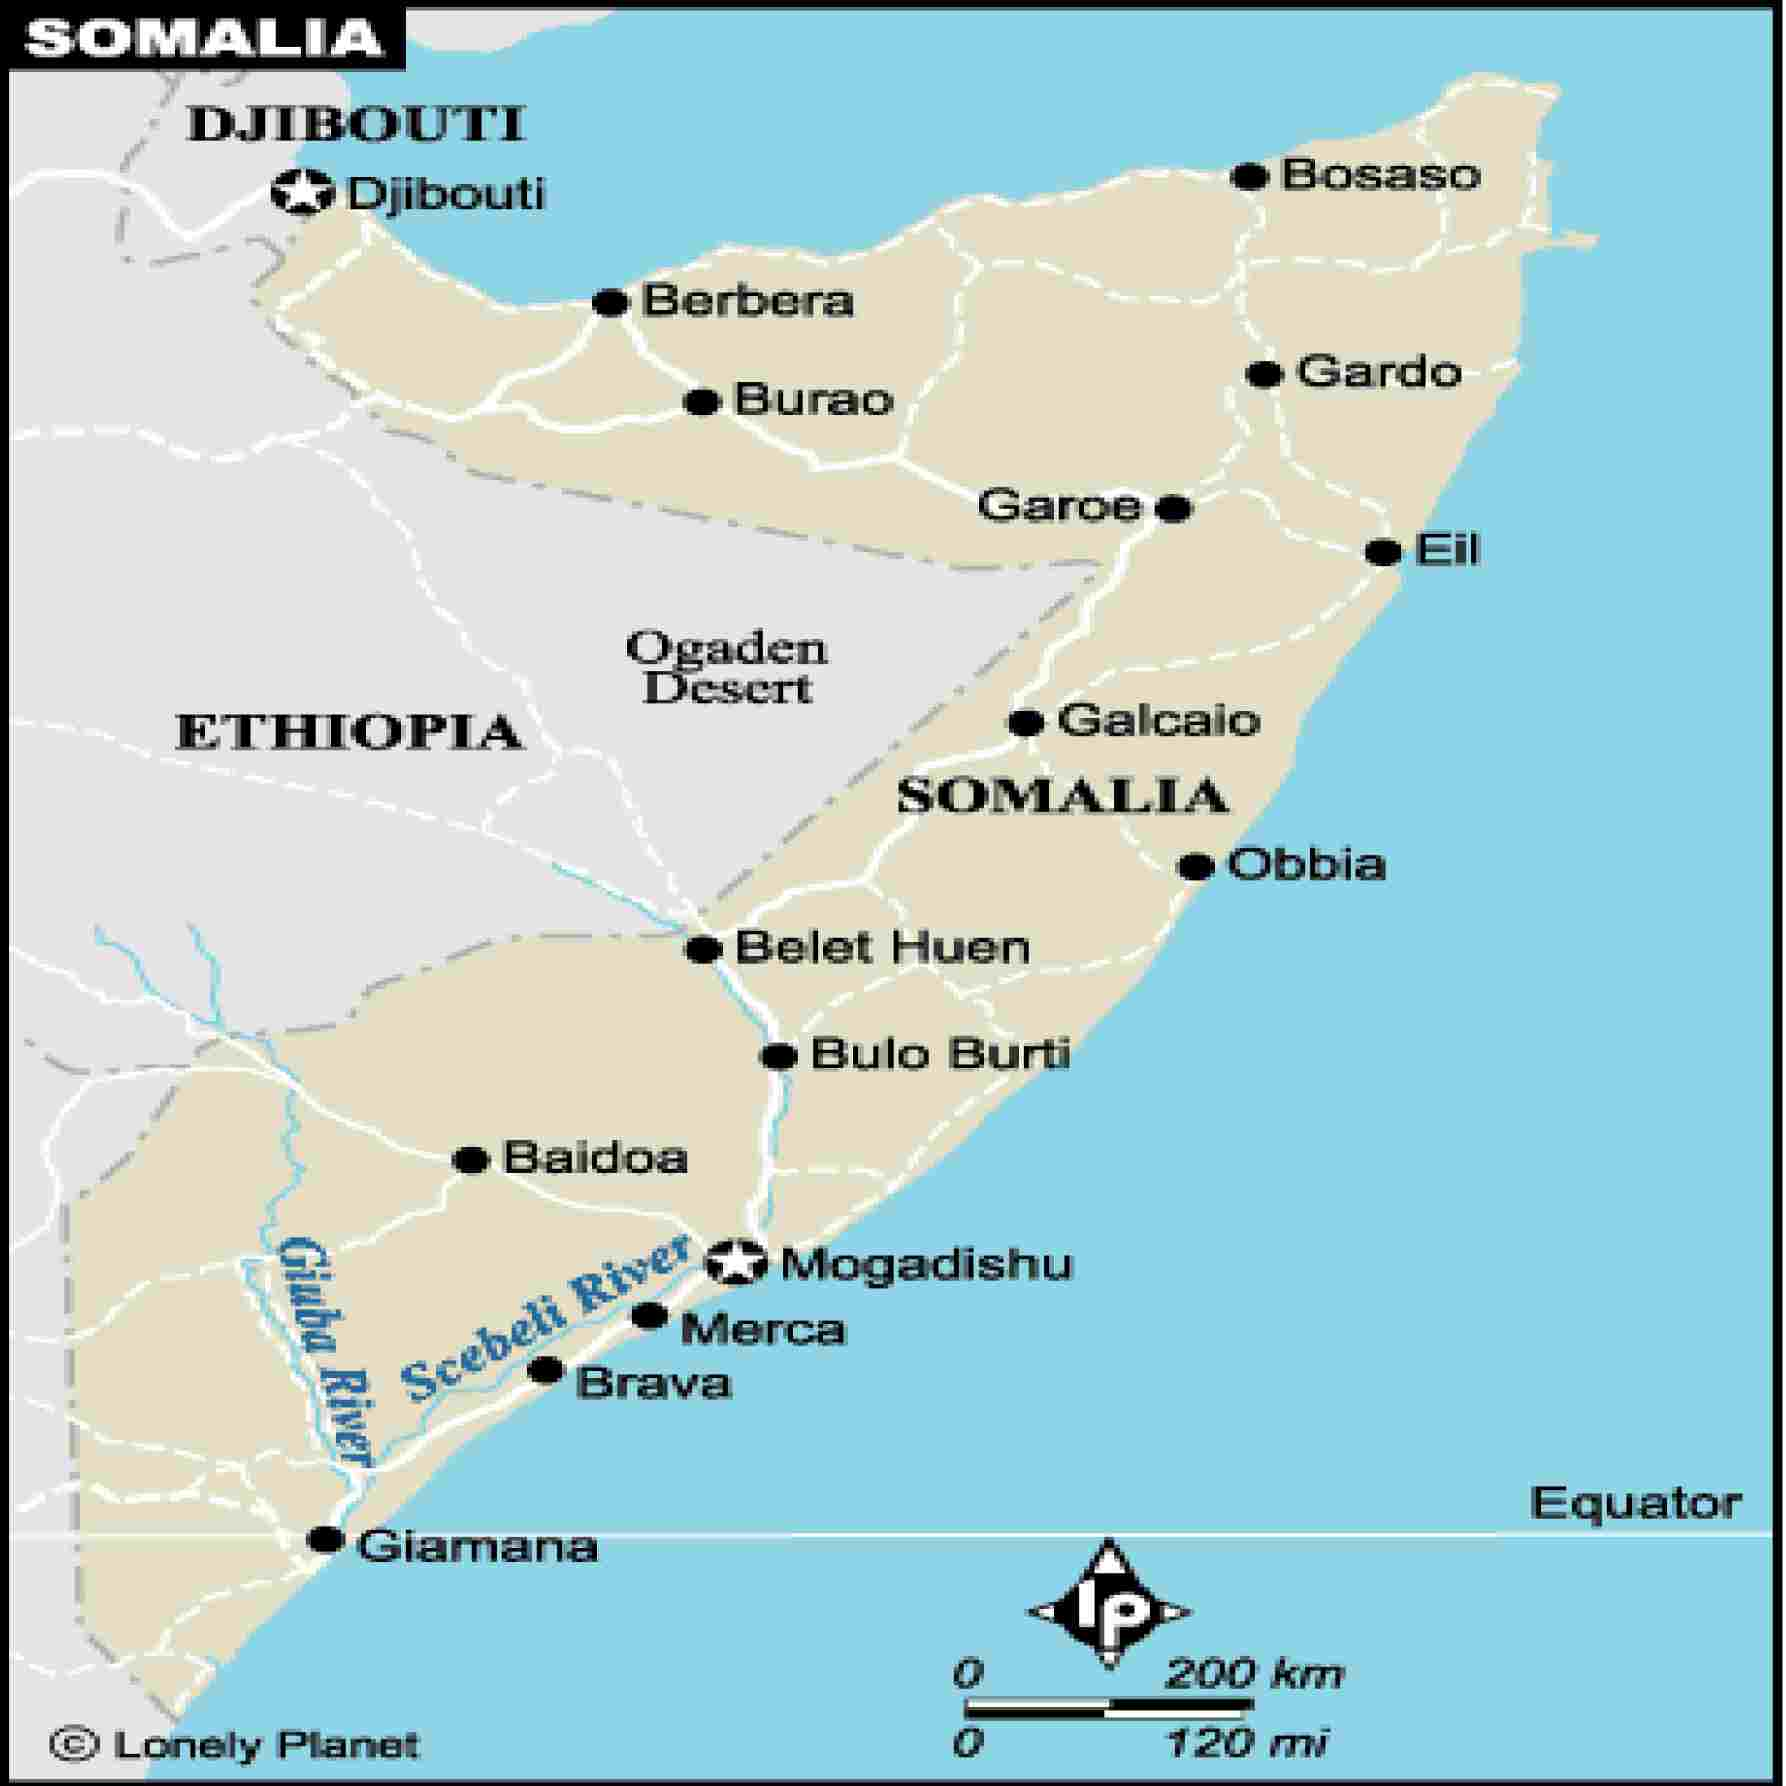 SOMALIA
DJIBOUTI
Djibouti
Bosaso
Berbera
Gardo
Burao
Garoe
Eil
Ogaden
Desert
ETHIOPIA
Galcaio
SOMALIA
Obbia
Belet Huen
Bulo Burti
Baidoa
Mogadishu
Giuba River
Scebeli River
Merca
Brava
Equator
Giamana
lp
0 200 km
0 120 mi
© Lonely Planet